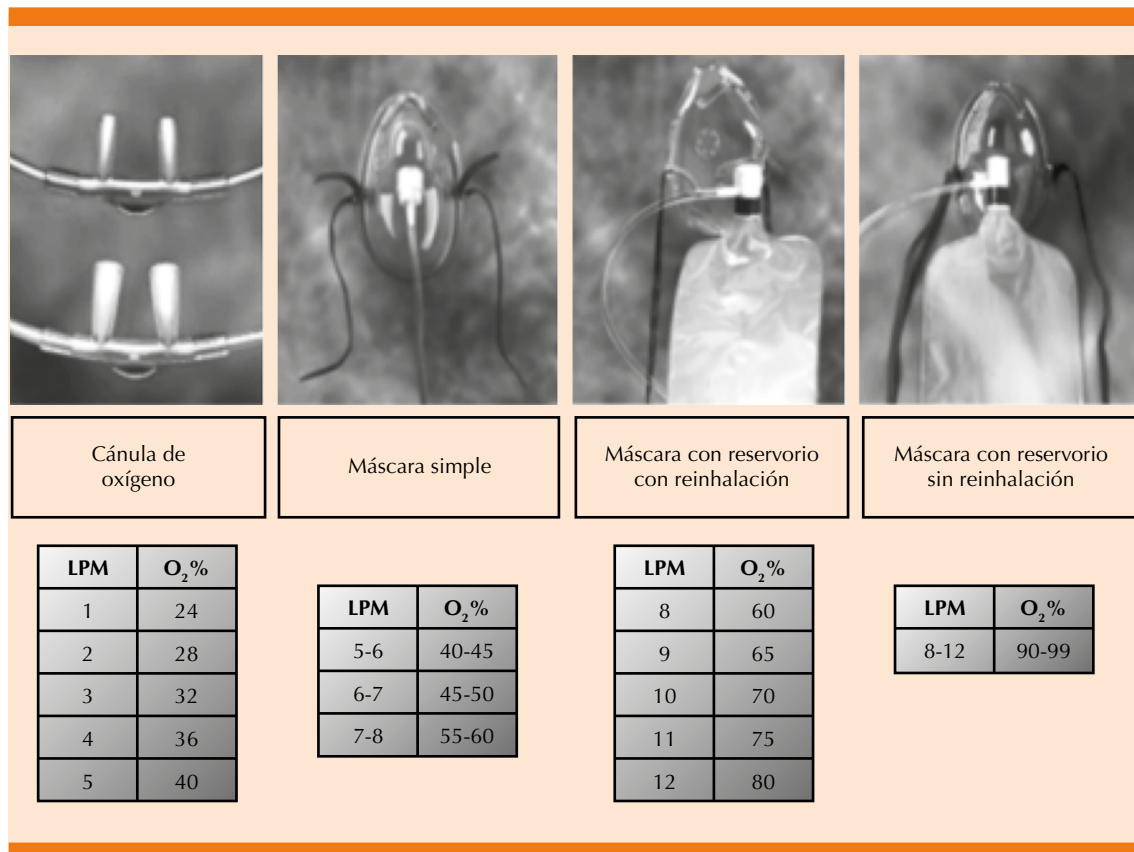 Cánula de
oxígeno
Máscara simple
Máscara con reservorio
con reinhalación
Máscara con reservorio
sin reinhalación
LPM O₂%
1 24
2 28
3 32
4 36
5 40
LPM O₂%
5-6 40-45
6-7 45-50
7-8 55-60
LPM O₂%
8 60
9 65
10 70
11 75
12 80
LPM O₂%
8-12 90-99